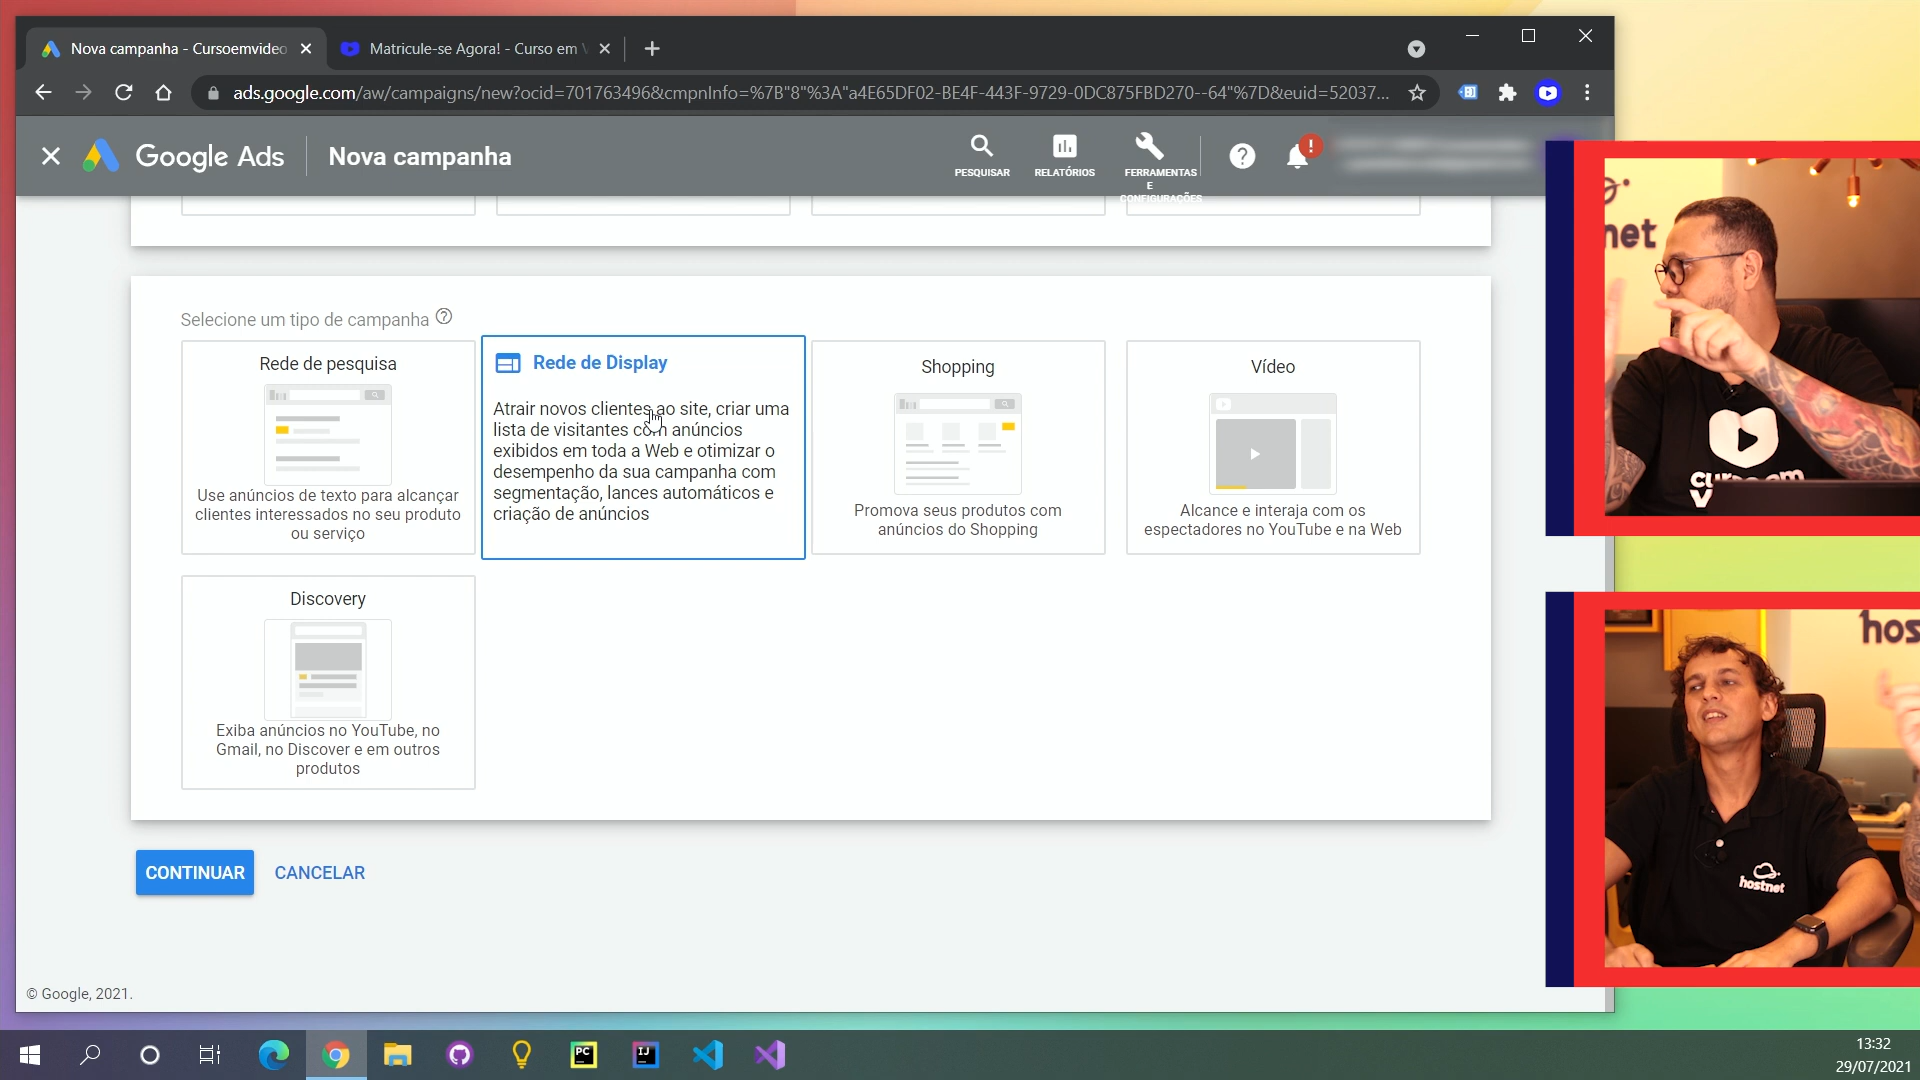 Nova campanha - Cursoemvideo
Matricule-se Agora! - Curso em V
ads.google.com/aw/campaigns/new?ocid=701763496&cmpnInfo=%7B"8"%3A"a4E65DF02-BE4F-443F-9729-0DC875FBD270--64"%7D&euid=52037...
Google Ads
Nova campanha
PESQUISAR
RELATÓRIOS
FERRAMENTAS
E
CONFIGURAÇÕES
Selecione um tipo de campanha
Rede de pesquisa
Use anúncios de texto para alcançar
clientes interessados no seu produto
ou serviço
Rede de Display
Atrair novos clientes ao site, criar uma
lista de visitantes com anúncios
exibidos em toda a Web e otimizar o
desempenho da sua campanha com
segmentação, lances automáticos e
criação de anúncios
Shopping
Promova seus produtos com
anúncios do Shopping
Vídeo
Alcance e interaja com os
espectadores no YouTube e na Web
Discovery
Exiba anúncios no YouTube, no
Gmail, no Discover e em outros
produtos
CONTINUAR
CANCELAR
© Google, 2021.
net
curso em
V
hos
hostnet
PC
IJ
13:32
29/07/2021